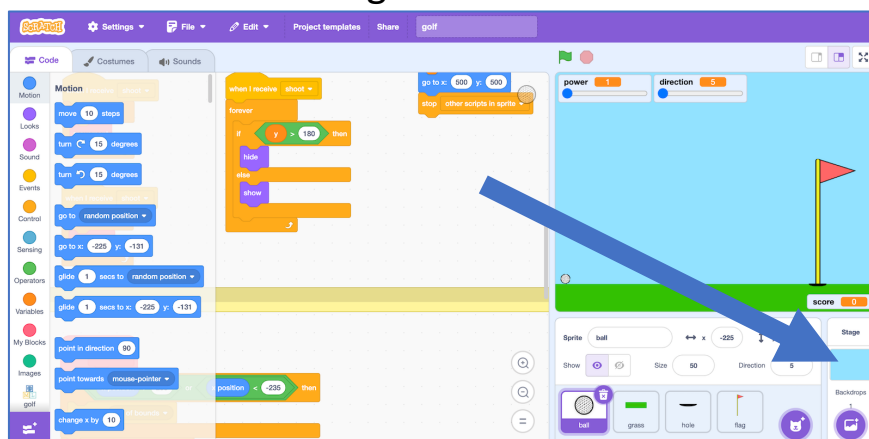 SCRATCH Settings File Edit Project templates Share golf
Code Costumes Sounds
Motion
Looks
Sound
Events
Control
Sensing
Operators
Variables
My Blocks
Images
golf
Motion
move 10 steps
turn 15 degrees
turn 15 degrees
go to random position
go to x: -225 y: -131
glide 1 secs to random position
glide 1 secs to x: -225 y: -131
point in direction 90
point towards mouse-pointer
change x by 10
when I receive shoot
forever
if y > 180 then
hide
else
show
go to x: 500 y: 500
stop other scripts in sprite
position < -235 then
power 1 direction 5
score 0
Sprite ball x -225
Show Size 50 Direction 5
ball grass hole flag
Stage
Backdrops
1